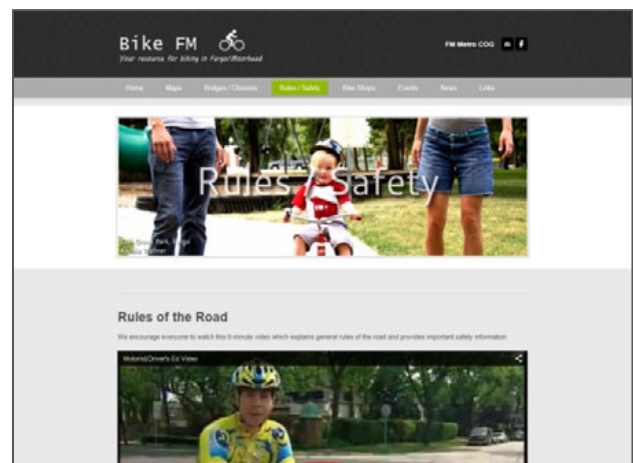 Bike FM
Your resource for biking in Fargo/Moorhead
FM Metro COG
Home Maps Bridges / Closures Rules / Safety Bike Shops Events News Links
Rules / Safety
Park, Fargo
Rules of the Road
We encourage everyone to watch this 6-minute video which explains general rules of the road and provides important safety information.
Motorist/Driver's Ed Video